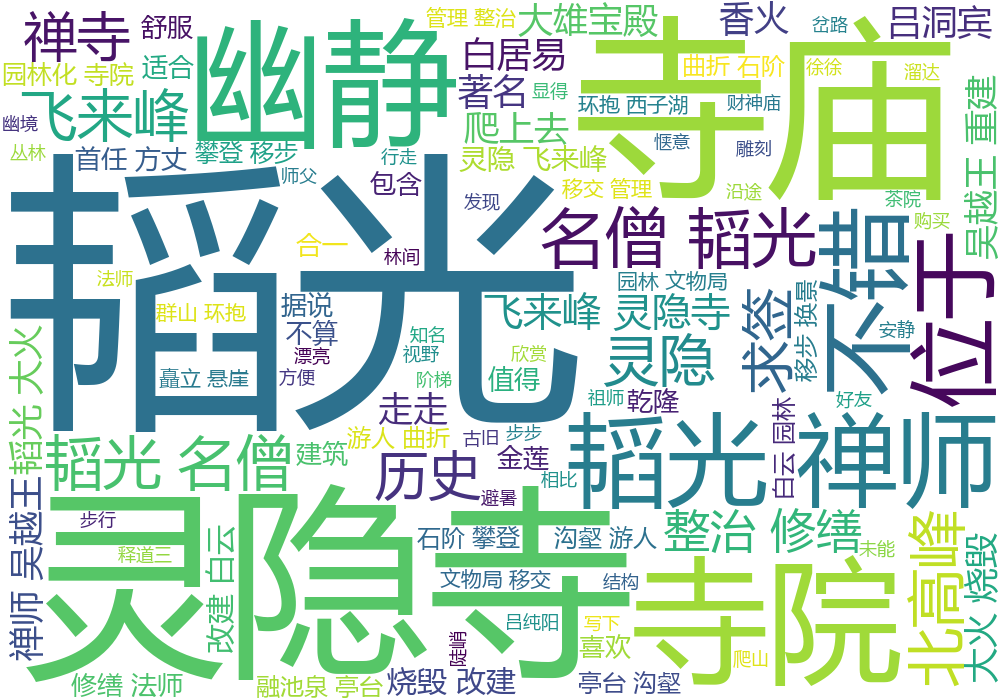 禅寺
舒服
幽静
管理 整治
大雄宝殿
香火
岔路
吕洞宾
白居易
寺庙
园林化 寺院
适合
曲折 石阶
徐徐
溜达
飞来峰
著名
显得
环抱 西子湖
财神庙
吴越王 重建
幽境
爬上去
惬意
雕刻
丛林
首任 方丈
攀登 移步
行走
灵隐 飞来峰
师父
包含
发现
移交 管理
沿途
茶院
购买
韬光
名僧 韬光
不错
位于
合一
林间
法师
园林 文物局
求签
移步 换景
群山 环抱
据说
不算
漂亮
方便
知名
视野
欣赏
飞来峰 灵隐寺
灵隐
安静
韬光 大火
矗立 悬崖
阶梯
值得
祖师
乾隆
好友
走走
韬光 禅师
白云 园林
韬光 名僧
建筑
游人 曲折
古旧
步步
金莲
历史
相比
避暑
禅师 吴越王
灵隐寺
步行
释道三
改建 白云
石阶 攀登
沟壑 游人
整治 修缮
未能
北高峰
大火 烧毁
文物局 移交
结构
寺院
吕纯阳
写下
喜欢
陡峭
爬山
修缮 法师
融池泉 亭台
烧毁 改建
亭台 沟壑